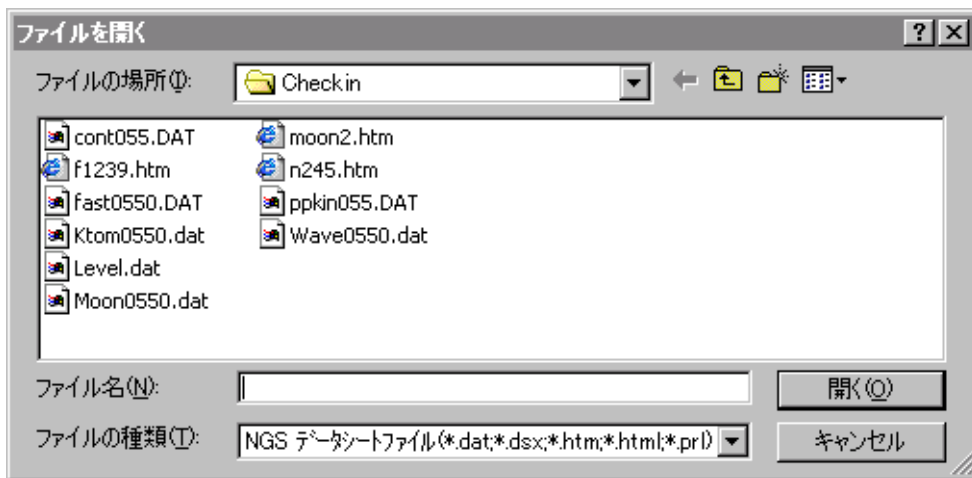 ファイルを開く
ファイルの場所(I):
Checkin
cont055.DAT
f1239.htm
fast0550.DAT
Ktom0550.dat
Level.dat
Moon0550.dat
moon2.htm
n245.htm
ppkin055.DAT
Wave0550.dat
ファイル名(N):
開く(O)
ファイルの種類(T):
NGS データシートファイル(*.dat;*.dsx;*.htm;*.html;*.prl)
キャンセル